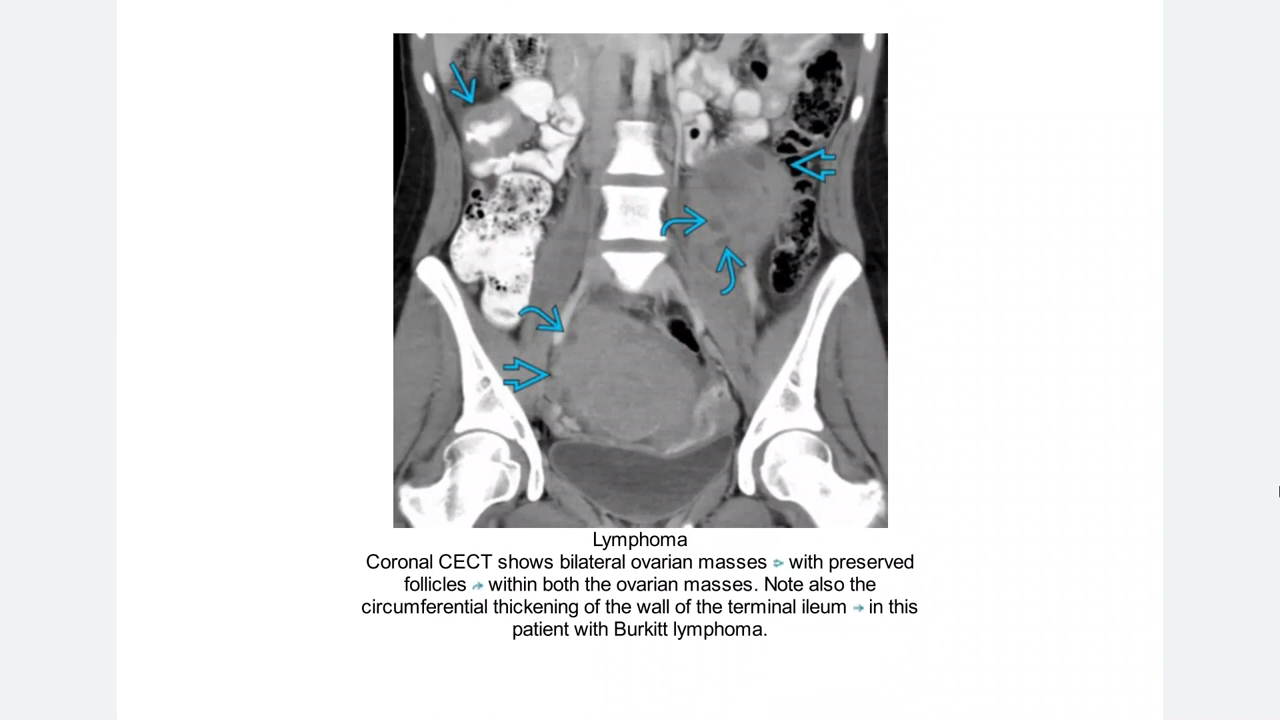 Lymphoma
Coronal CECT shows bilateral ovarian masses with preserved
follicles within both the ovarian masses. Note also the
circumferential thickening of the wall of the terminal ileum in this
patient with Burkitt lymphoma.